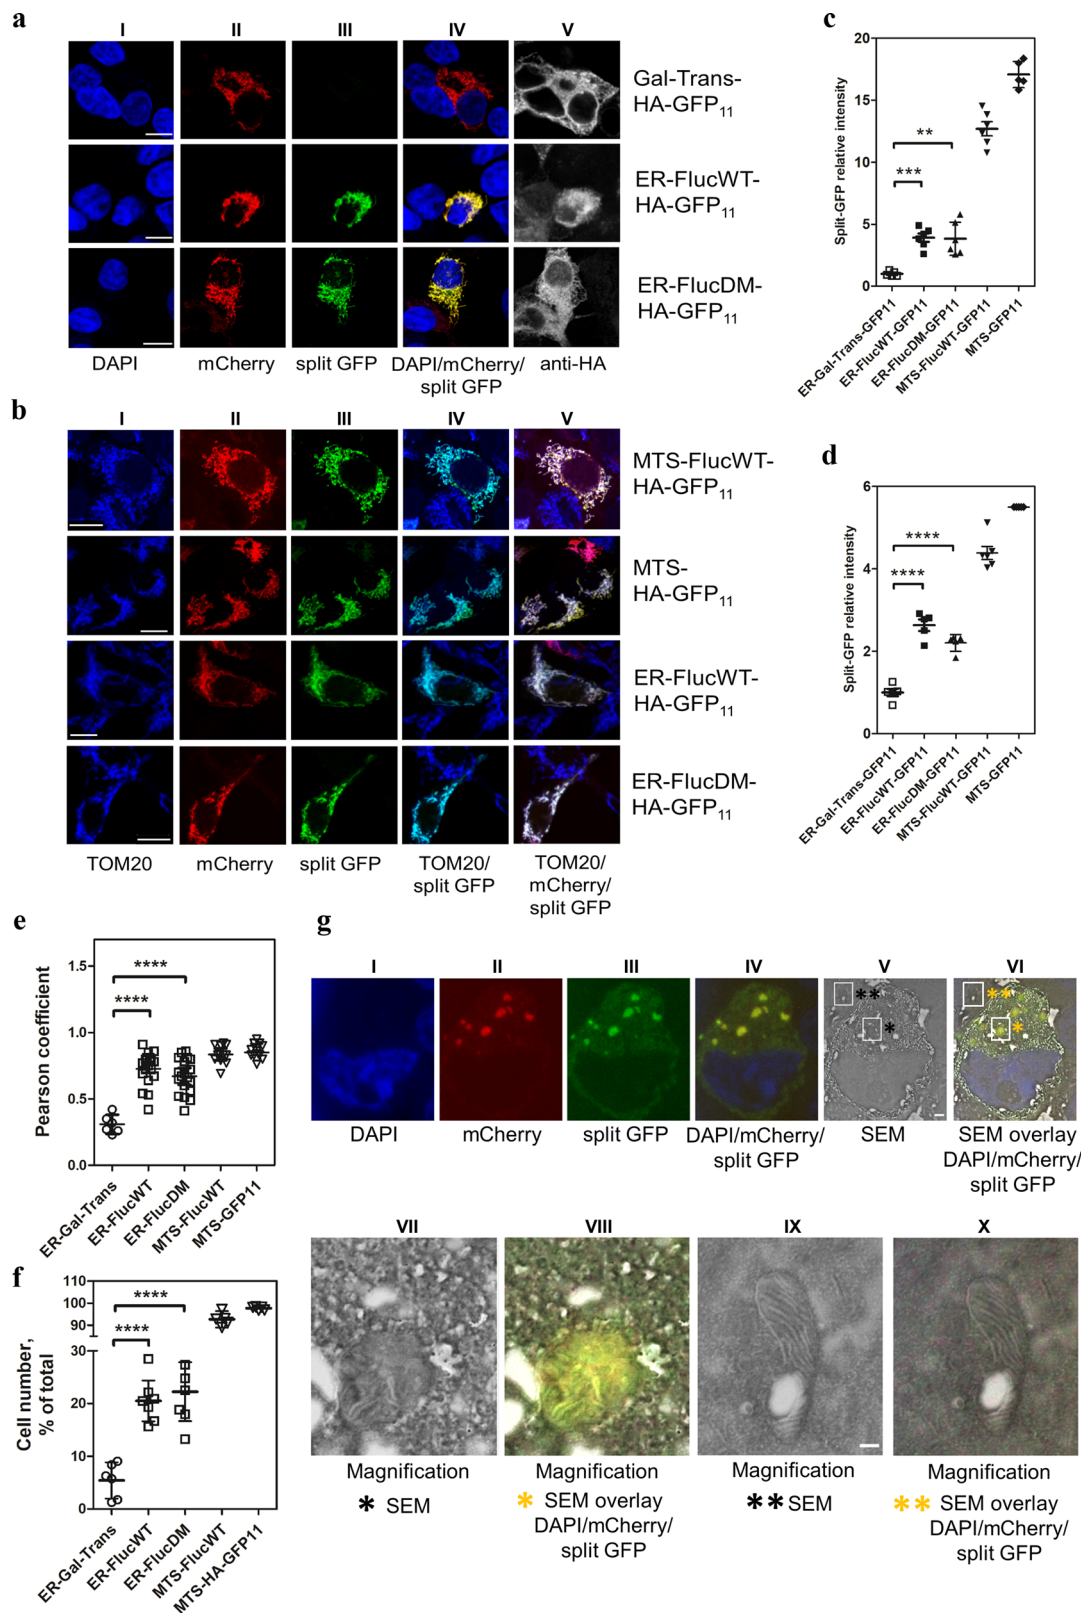 a
I II III IV V
Gal-Trans-
HA-GFP11
ER-FlucWT-
HA-GFP11
ER-FlucDM-
HA-GFP11
DAPI mCherry split GFP DAPI/mCherry/ anti-HA
split GFP
b
I II III IV V
MTS-FlucWT-
HA-GFP11
MTS-
HA-GFP11
ER-FlucWT-
HA-GFP11
ER-FlucDM-
HA-GFP11
TOM20 mCherry split GFP TOM20/ TOM20/
split GFP mCherry/
split GFP
c
Split-GFP relative intensity
20
15
10
5
0
**
***
ER-Gal-Trans-GFP11
ER-FlucWT-GFP11
ER-FlucDM-GFP11
MTS-FlucWT-GFP11
MTS-GFP11
d
Split-GFP relative intensity
6
4
2
0
****
****
ER-Gal-Trans-GFP11
ER-FlucWT-GFP11
ER-FlucDM-GFP11
MTS-FlucWT-GFP11
MTS-GFP11
e
Pearson coefficient
1.5
1.0
0.5
0.0
****
****
ER-Gal-Trans
ER-FlucWT
ER-FlucDM
MTS-FlucWT
MTS-GFP11
f
Cell number,
% of total
110
100
90
30
20
10
0
****
****
ER-Gal-Trans
ER-FlucWT
ER-FlucDM
MTS-FlucWT
MTS-HA-GFP11
g
I II III IV V VI
** **
* *
DAPI mCherry split GFP DAPI/mCherry/ SEM SEM overlay
split GFP DAPI/mCherry/
split GFP
VII VIII IX X
Magnification Magnification Magnification Magnification
* SEM * SEM overlay ** SEM ** SEM overlay
DAPI/mCherry/ DAPI/mCherry/
split GFP split GFP